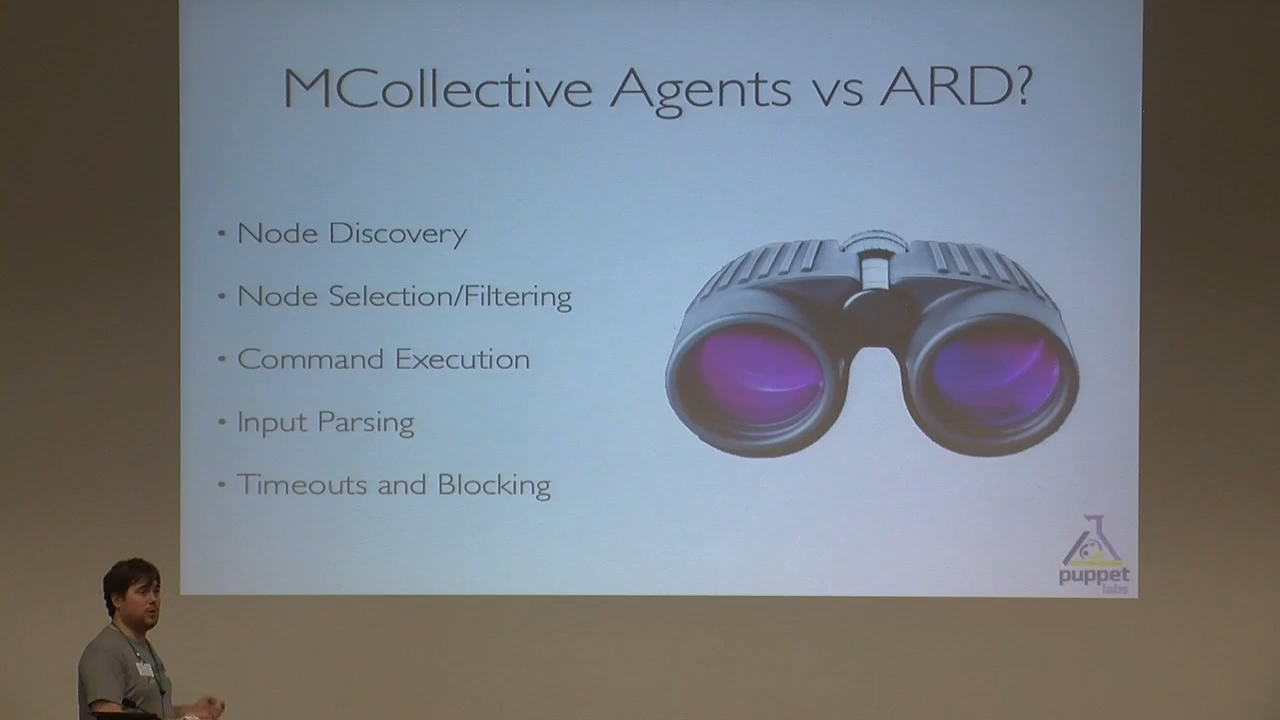 MCollective Agents vs ARD?
• Node Discovery
• Node Selection/Filtering
• Command Execution
• Input Parsing
• Timeouts and Blocking
puppet
labs